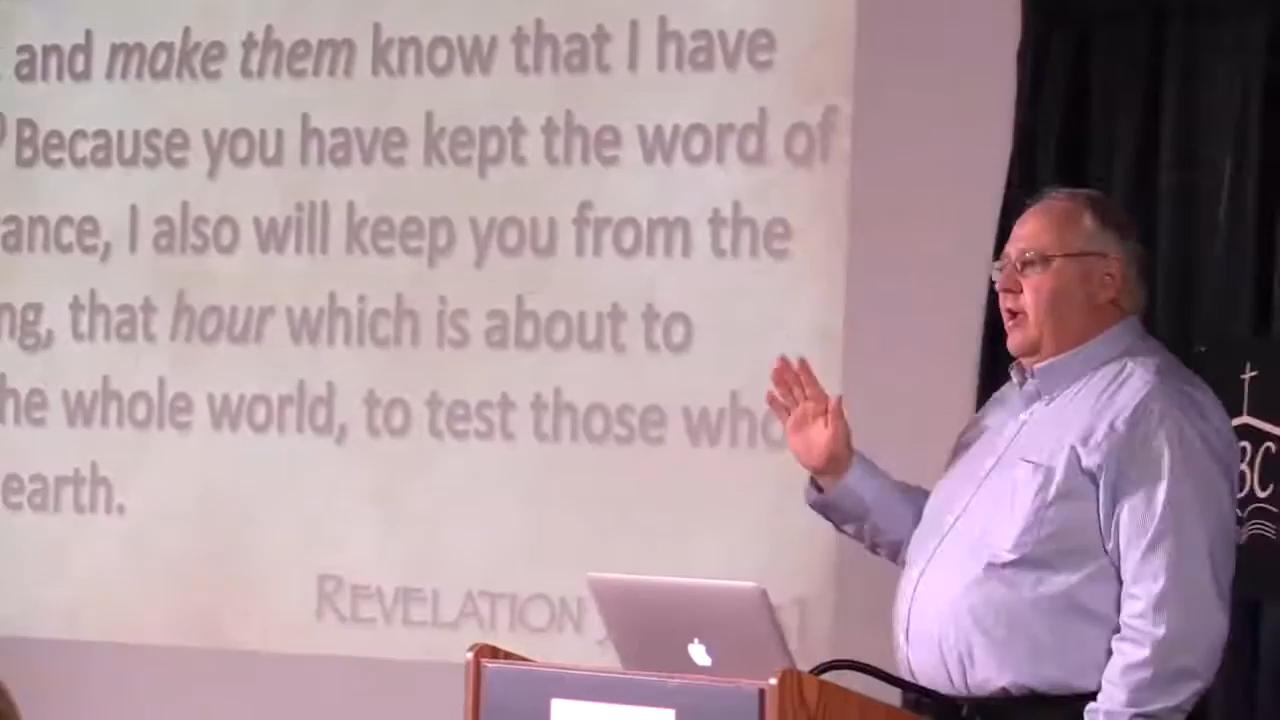 and make them know that I have
Because you have kept the word of
ance, I also will keep you from the
ng, that hour which is about to
he whole world, to test those who
earth.
REVELATION
BC